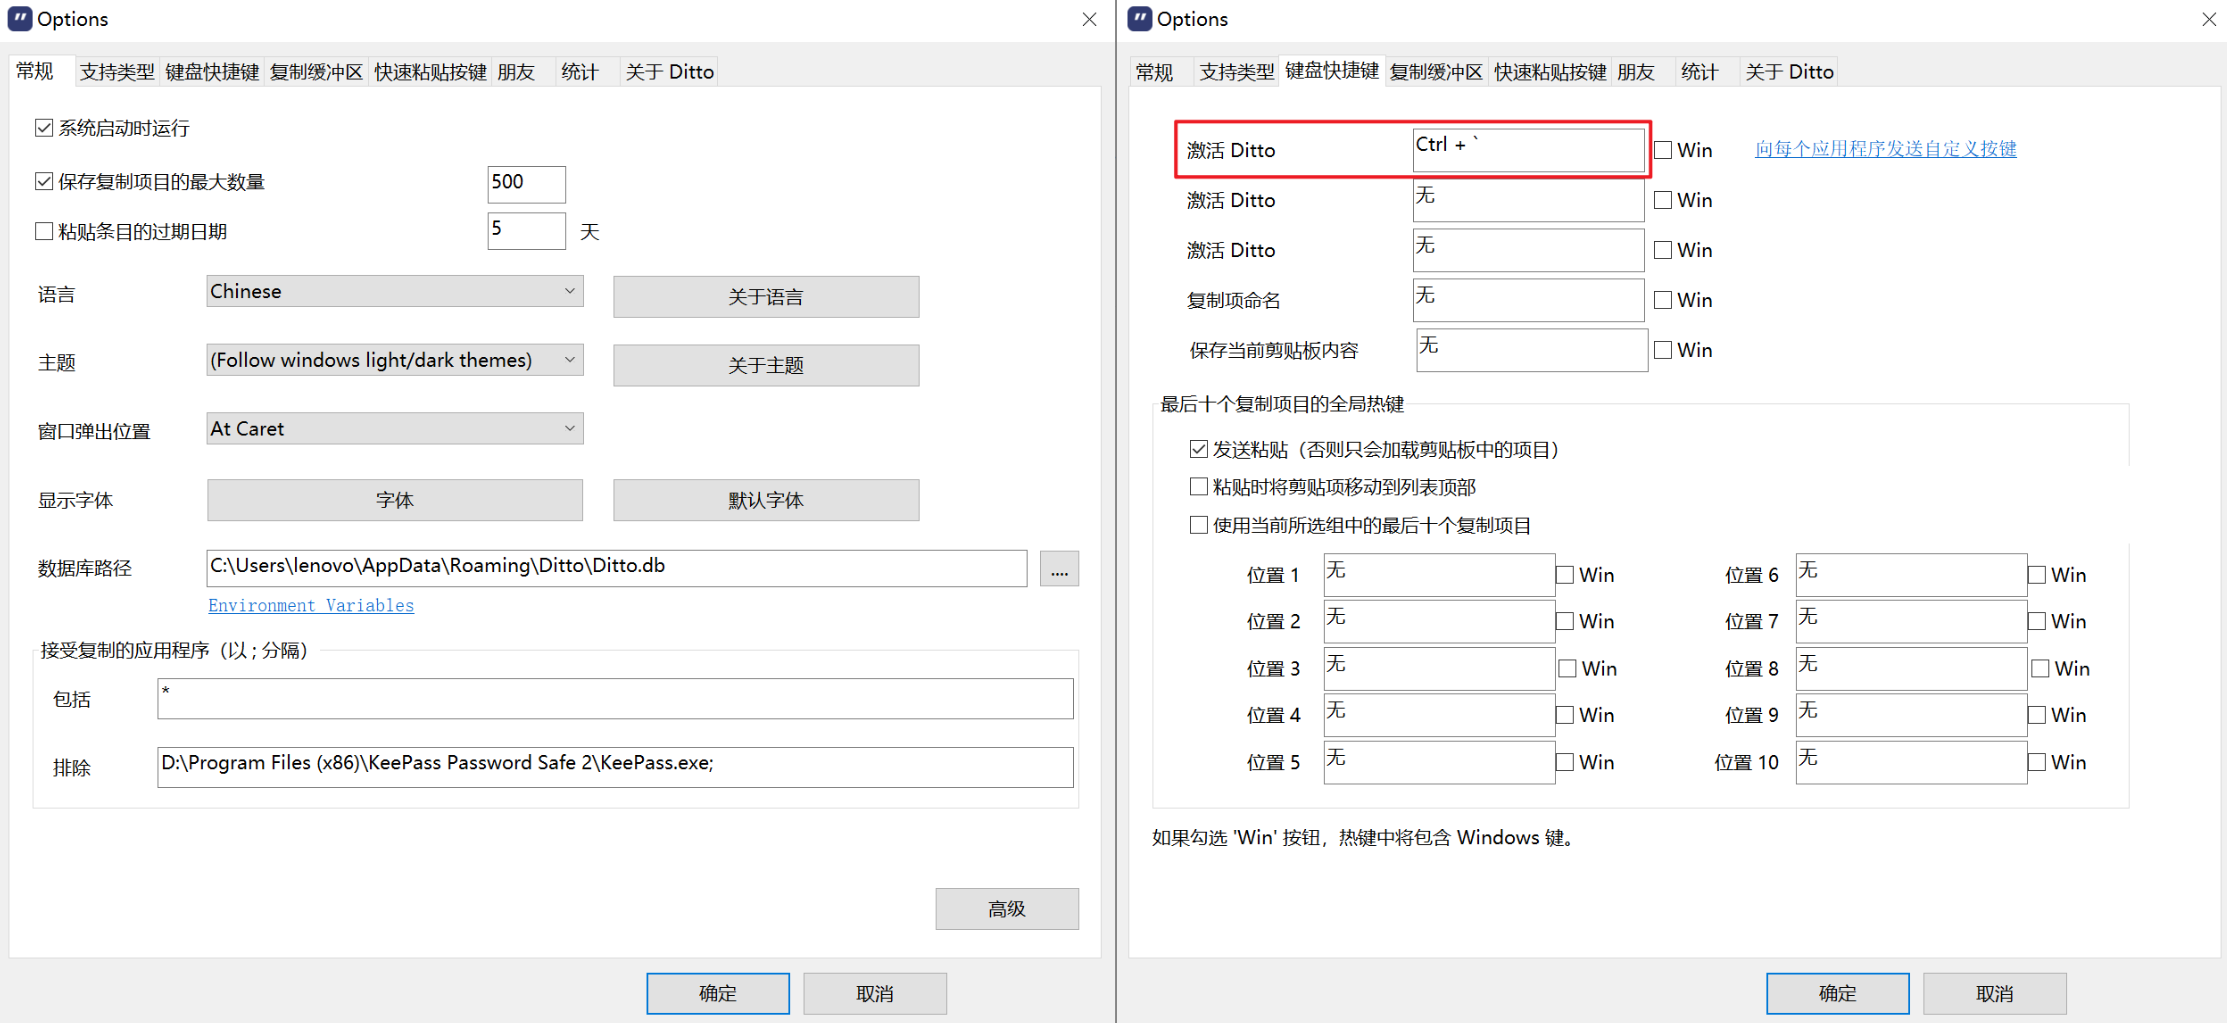 Options
常规
支持类型
键盘快捷键
复制缓冲区
快速粘贴按键
朋友
统计
关于 Ditto
系统启动时运行
保存复制项目的最大数量
500
粘贴条目的过期日期
5
天
语言
Chinese
关于语言
主题
(Follow windows light/dark themes)
关于主题
窗口弹出位置
At Caret
显示字体
字体
默认字体
数据库路径
C:\Users\lenovo\AppData\Roaming\Ditto\Ditto.db
....
Environment Variables
接受复制的应用程序（以 ; 分隔）
包括
*
排除
D:\Program Files (x86)\KeePass Password Safe 2\KeePass.exe;
高级
确定
取消
Options
常规
支持类型
键盘快捷键
复制缓冲区
快速粘贴按键
朋友
统计
关于 Ditto
激活 Ditto
Ctrl + `
Win
向每个应用程序发送自定义按键
激活 Ditto
无
Win
激活 Ditto
无
Win
复制项命名
无
Win
保存当前剪贴板内容
无
Win
最后十个复制项目的全局热键
发送粘贴（否则只会加载剪贴板中的项目）
粘贴时将剪贴项移动到列表顶部
使用当前所选组中的最后十个复制项目
位置 1
无
Win
位置 6
无
Win
位置 2
无
Win
位置 7
无
Win
位置 3
无
Win
位置 8
无
Win
位置 4
无
Win
位置 9
无
Win
位置 5
无
Win
位置 10
无
Win
如果勾选 'Win' 按钮，热键中将包含 Windows 键。
确定
取消